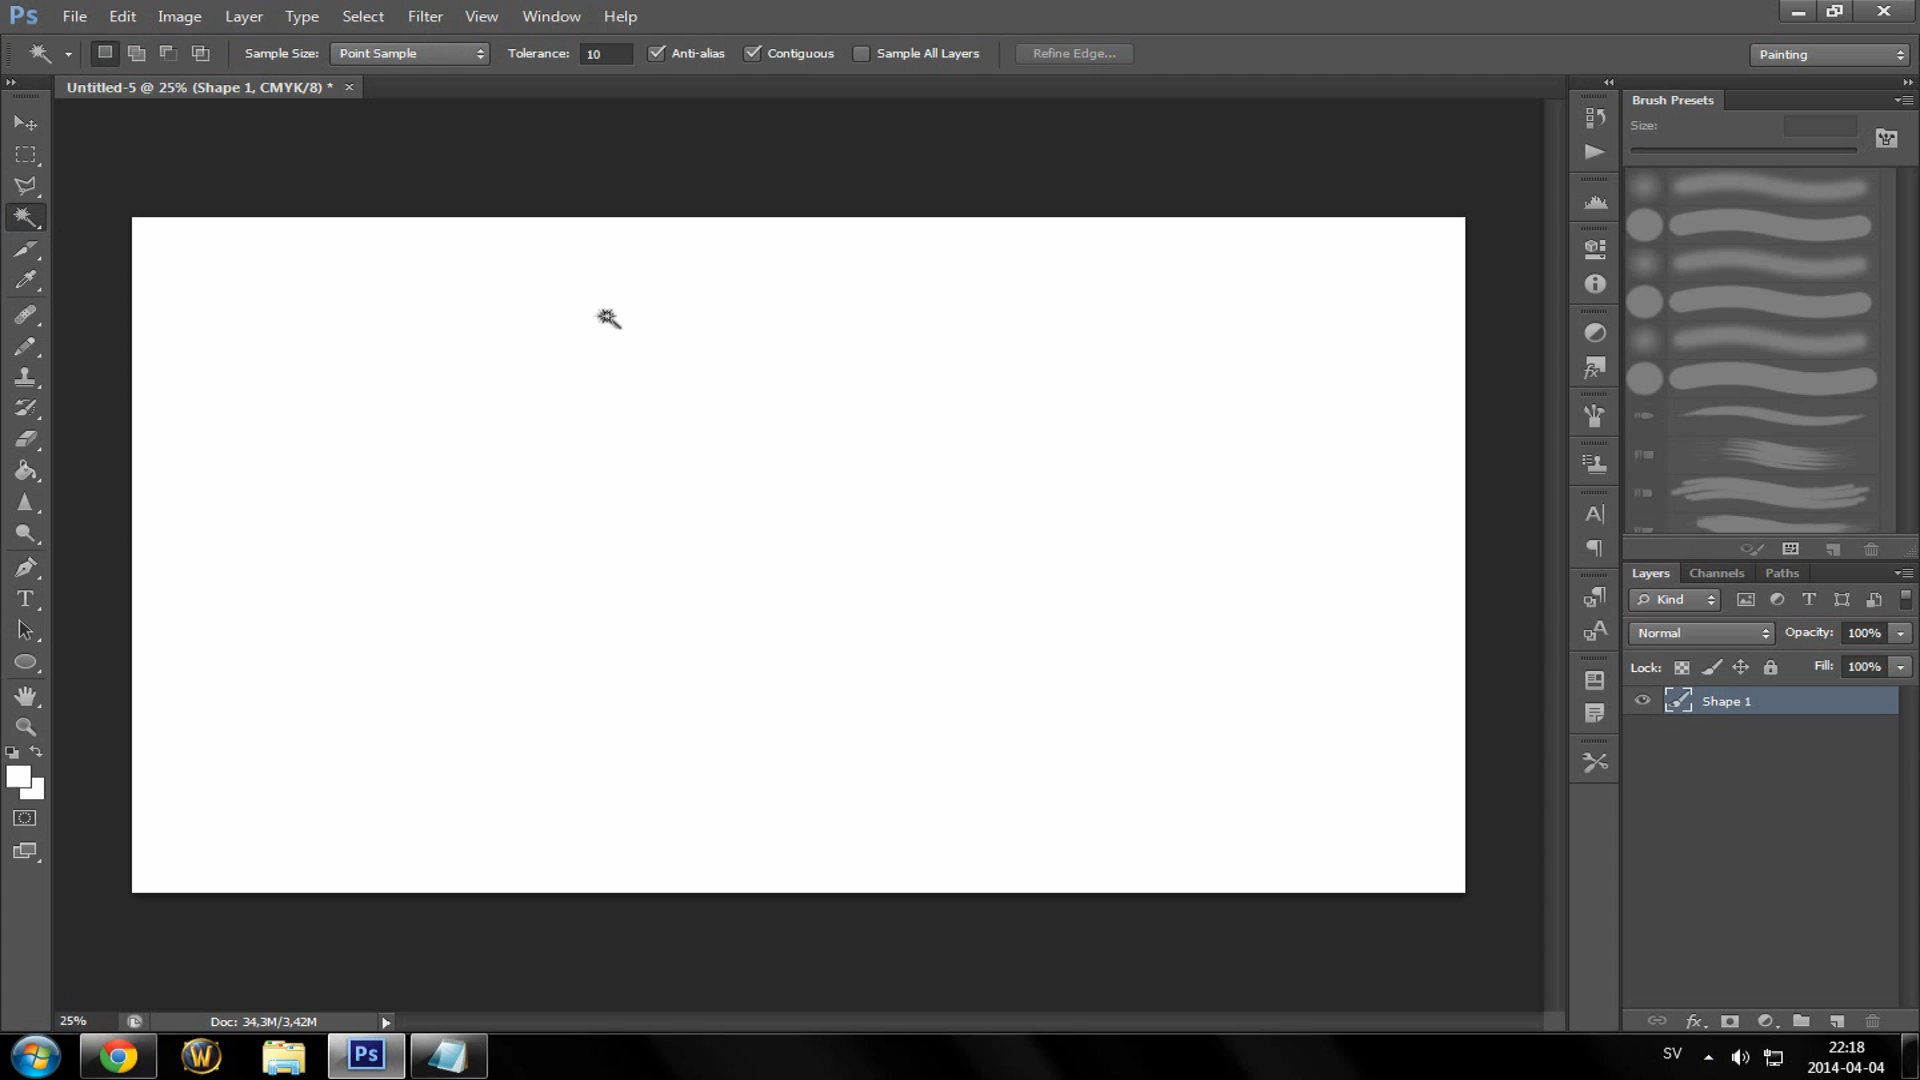 Ps File Edit Image Layer Type Select Filter View Window Help
Sample Size: Point Sample Tolerance: 10 Anti-alias Contiguous Sample All Layers Refine Edge... Painting
Untitled-5 @ 25% (Shape 1, CMYK/8) * ×
Brush Presets
Size:
Layers Channels Paths
Kind
Normal Opacity: 100%
Lock: Fill: 100%
Shape 1
25% Doc: 34,3M/3,42M
fx
Ps
SV
22:18
2014-04-04